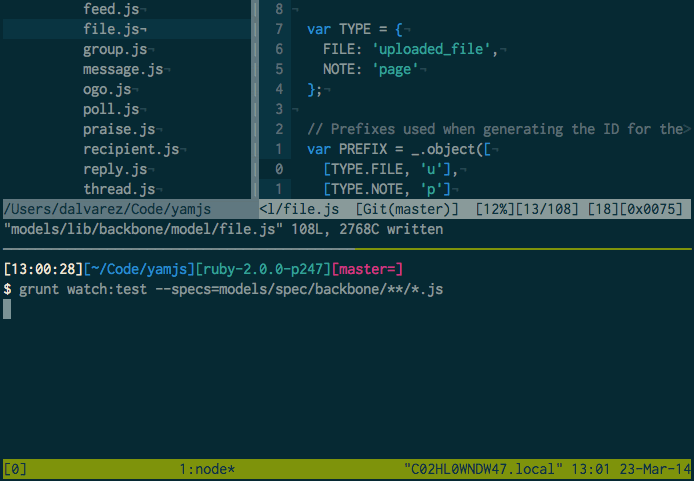 feed.js¬
file.js¬
group.js¬
message.js¬
ogo.js¬
poll.js¬
praise.js¬
recipient.js¬
reply.js¬
thread.js¬
/Users/dalvarez/Code/yamjs
8 ¬
7 var TYPE = {¬
6 FILE: 'uploaded_file',¬
5 NOTE: 'page'¬
4 };¬
3 ¬
2 // Prefixes used when generating the ID for the>
1 var PREFIX = _.object([¬
0 [TYPE.FILE, 'u'],¬
1 [TYPE.NOTE, 'p']¬
<l/file.js [Git(master)] [12%][13/108] [18][0x0075]
"models/lib/backbone/model/file.js" 108L, 2768C written
[13:00:28][~/Code/yamjs][ruby-2.0.0-p247][master=]
$ grunt watch:test --specs=models/spec/backbone/**/*.js
[0] 1:node* "C02HL0WNDW47.local" 13:01 23-Mar-14